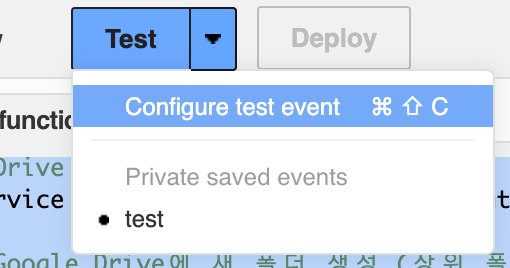 Test
Deploy
Configure test event ⌘ ⇧ C
function
Drive
Private saved events
rvice
test
Google Drive에 새 폴더 생성 (상위 폴